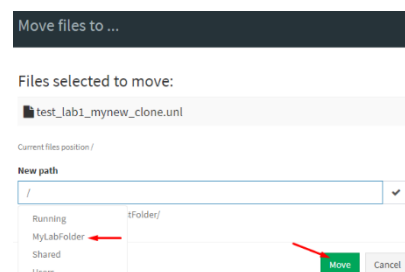 Move files to ...
Files selected to move:
test_lab1_mynew_clone.unl
Current files position /
New path
/
Running
tFolder/
MyLabFolder
Shared
Users
Move
Cancel